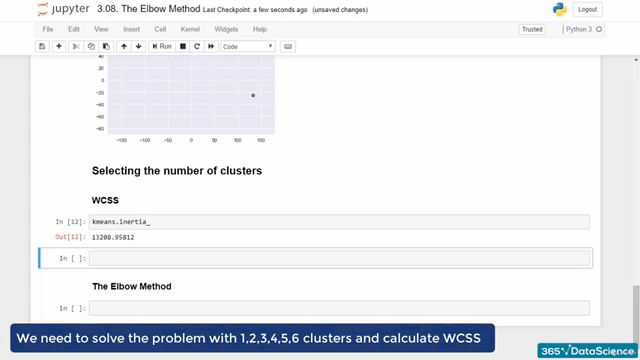 jupyter 3.08. The Elbow Method Last Checkpoint: a few seconds ago (unsaved changes) Logout
File Edit View Insert Cell Kernel Widgets Help Trusted Python 3
Run Code
40
20
0
-20
-40
-60
-80
-150 -100 -50 0 50 100 150
Selecting the number of clusters
WCSS
In [12]: kmeans.inertia_
Out[12]: 13208.95812
In [ ]:
The Elbow Method
In [ ]:
We need to solve the problem with 1,2,3,4,5,6 clusters and calculate WCSS
365 DataScience